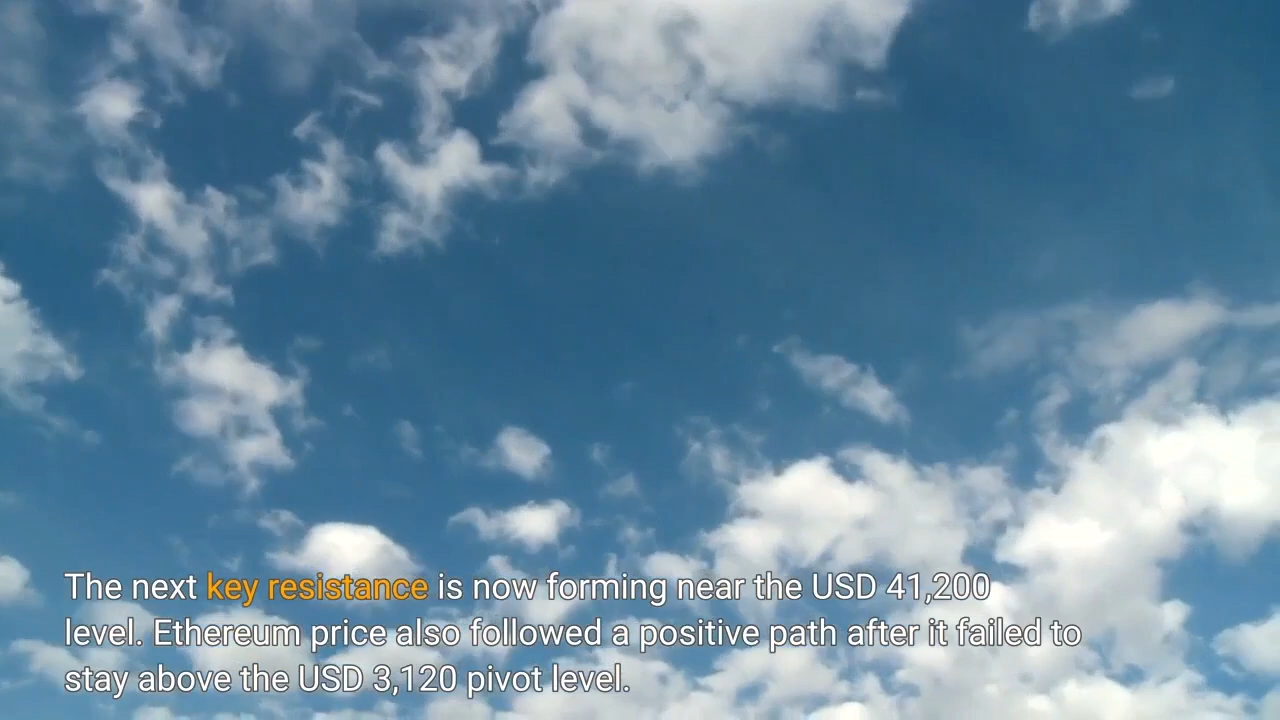 The next key resistance is now forming near the USD 41,200
level. Ethereum price also followed a positive path after it failed to
stay above the USD 3,120 pivot level.